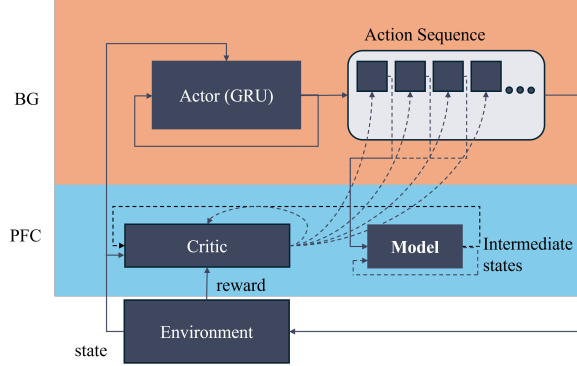 Action Sequence
BG
Actor (GRU)
PFC
Critic
Model
Intermediate
states
reward
Environment
state